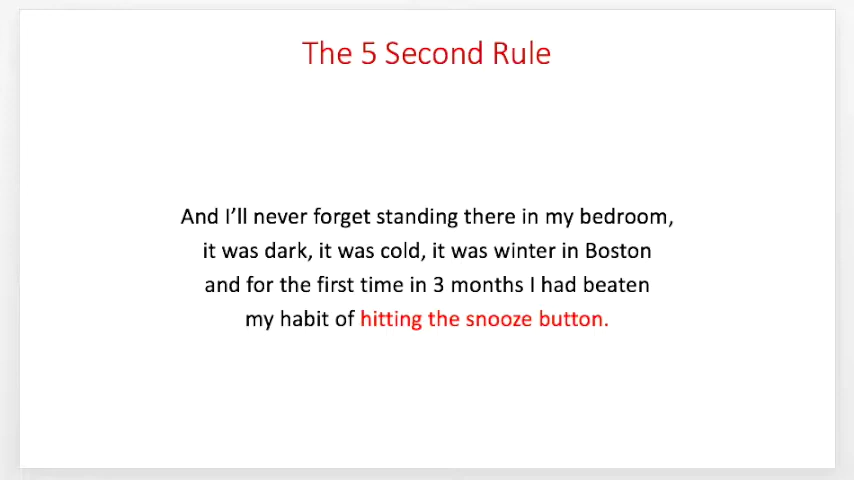 The 5 Second Rule
And I’ll never forget standing there in my bedroom,
it was dark, it was cold, it was winter in Boston
and for the first time in 3 months I had beaten
my habit of hitting the snooze button.